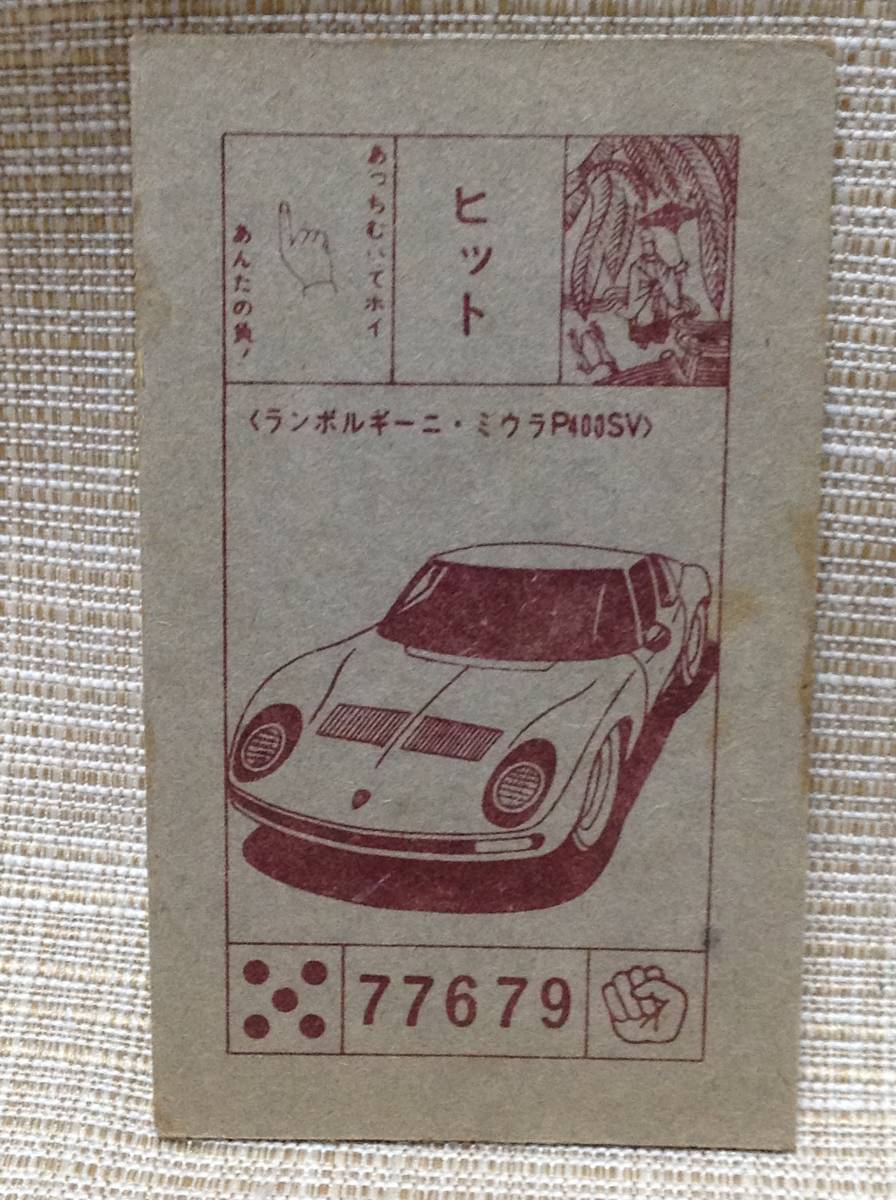 あっちむいてホイ
あんたの負!
ヒット
〈ランボルギーニ・ミウラP400SV〉
77679